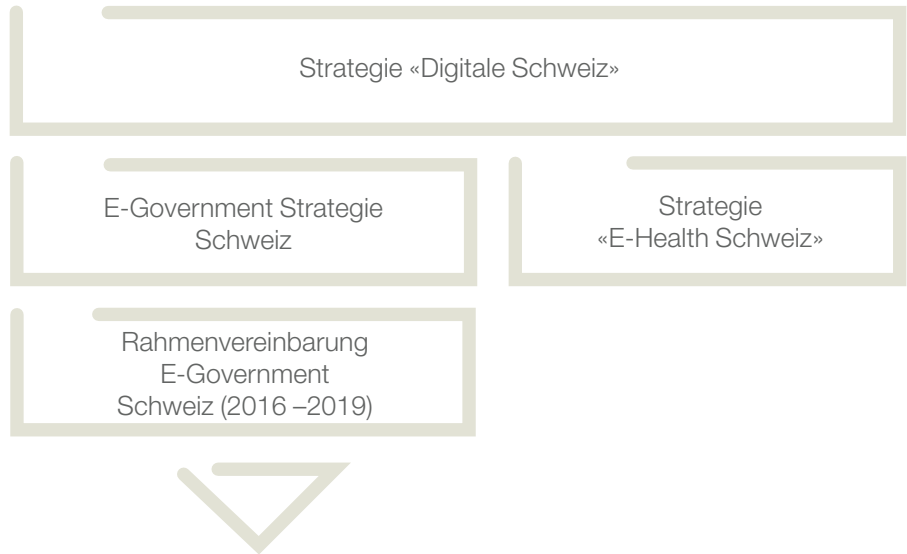 Strategie «Digitale Schweiz»
E-Government Strategie
Schweiz
Strategie
«E-Health Schweiz»
Rahmenvereinbarung
E-Government
Schweiz (2016 –2019)